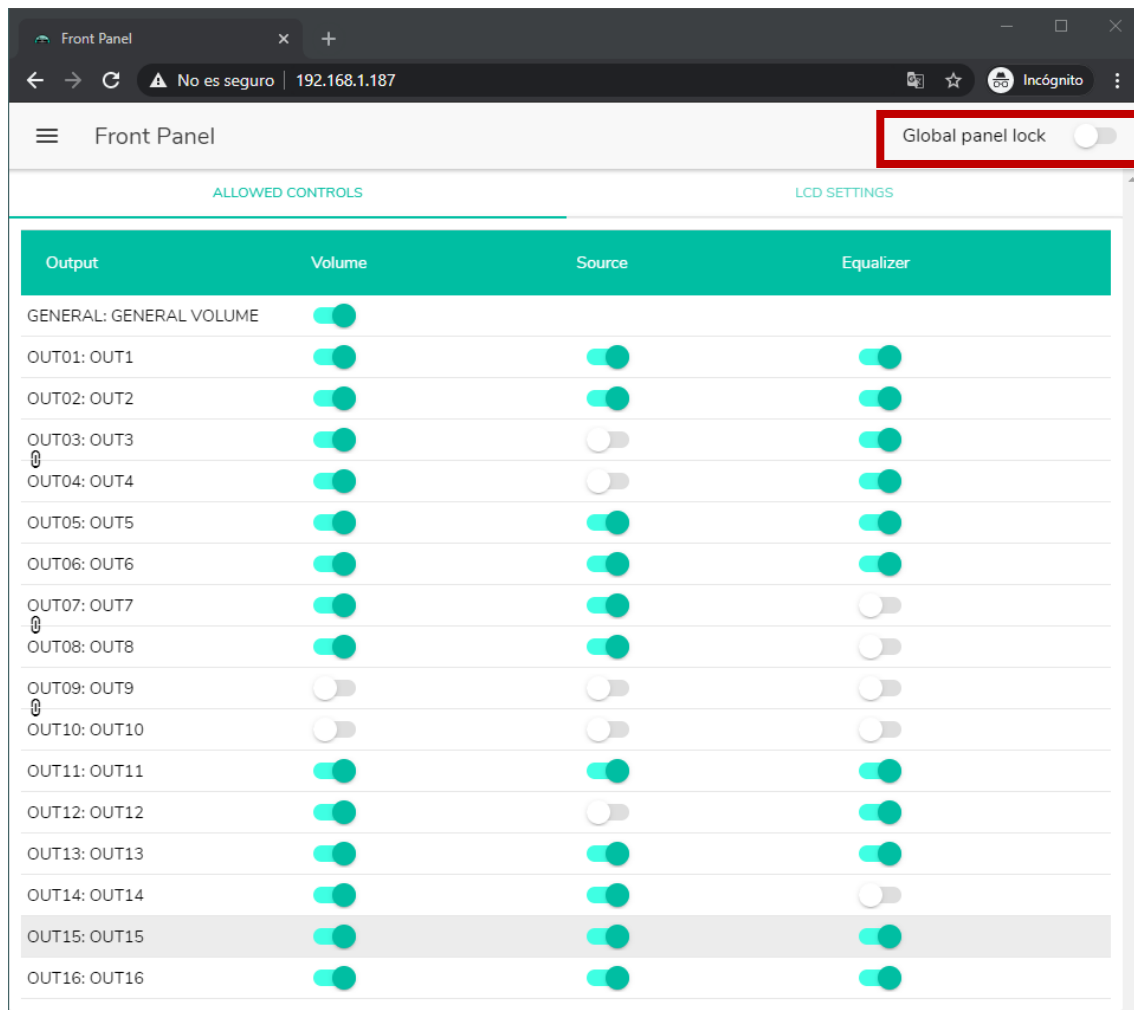 Front Panel
No es seguro 192.168.1.187 Incógnito
Front Panel Global panel lock
ALLOWED CONTROLS LCD SETTINGS
Output Volume Source Equalizer
GENERAL: GENERAL VOLUME
OUT01: OUT1
OUT02: OUT2
OUT03: OUT3
OUT04: OUT4
OUT05: OUT5
OUT06: OUT6
OUT07: OUT7
OUT08: OUT8
OUT09: OUT9
OUT10: OUT10
OUT11: OUT11
OUT12: OUT12
OUT13: OUT13
OUT14: OUT14
OUT15: OUT15
OUT16: OUT16